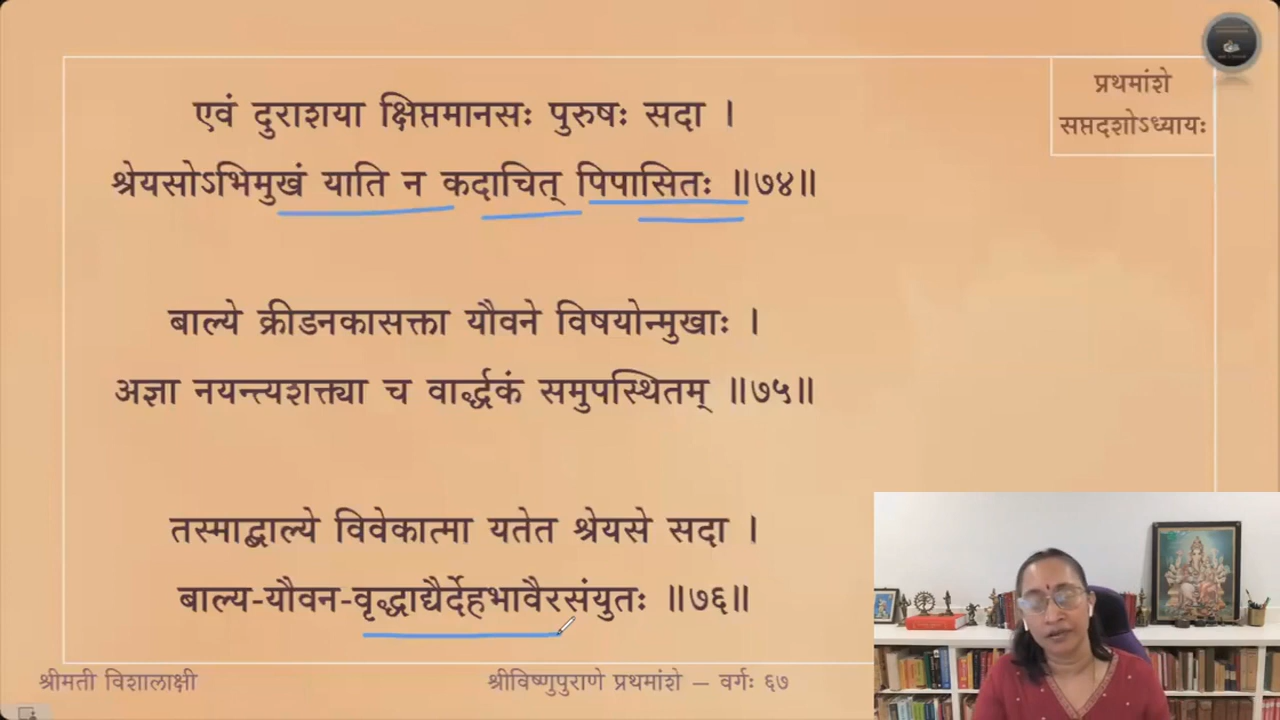 प्रथमांशे
सप्तदशोऽध्यायः
एवं दुराशया क्षिप्तमानसः पुरुषः सदा ।
श्रेयसोऽभिमुखं याति न कदाचित् पिपासितः ॥७४॥
बाल्ये क्रीडनकासक्ता यौवने विषयोन्मुखाः ।
अज्ञा नयन्त्यशक्त्या च वार्द्धकं समुपस्थितम् ॥७५॥
तस्माद्बाल्ये विवेकात्मा यतेत श्रेयसे सदा ।
बाल्य-यौवन-वृद्धाद्यैर्देहभावैरसंयुतः ॥७६॥
श्रीमती विशालाक्षी
श्रीविष्णुपुराणे प्रथमांशे – वर्गः ६७